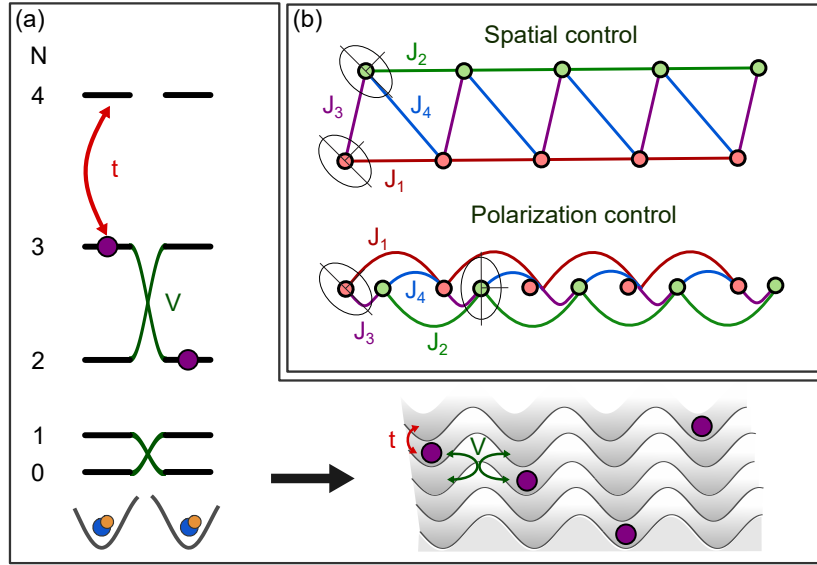 (a)
N
4
t
3
V
2
1
0
(b)
Spatial control
J2
J3
J4
J1
Polarization control
J1
J4
J3
J2
t
V